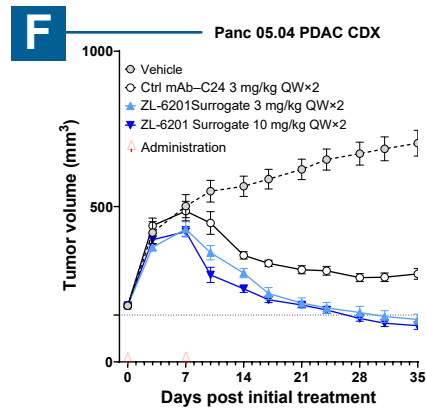 F
Panc 05.04 PDAC CDX
1000
Vehicle
Ctrl mAb–C24 3 mg/kg QW×2
ZL-6201Surrogate 3 mg/kg QW×2
ZL-6201 Surrogate 10 mg/kg QW×2
Administration
Tumor volume (mm³)
500
0
0 7 14 21 28 35
Days post initial treatment